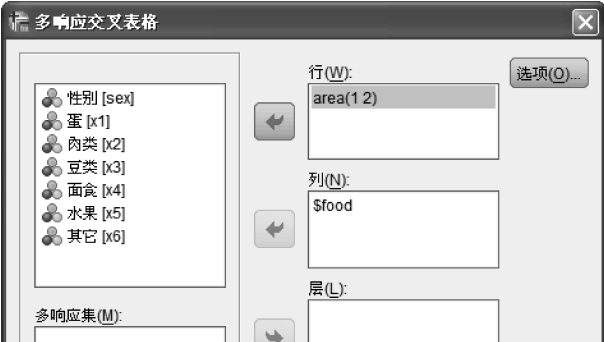 多响应交叉表格
行(W):
选项(O)...
area(1 2)
性别 [sex]
蛋 [x1]
肉类 [x2]
豆类 [x3]
面食 [x4]
水果 [x5]
其它 [x6]
列(N):
$food
层(L):
多响应集(M):